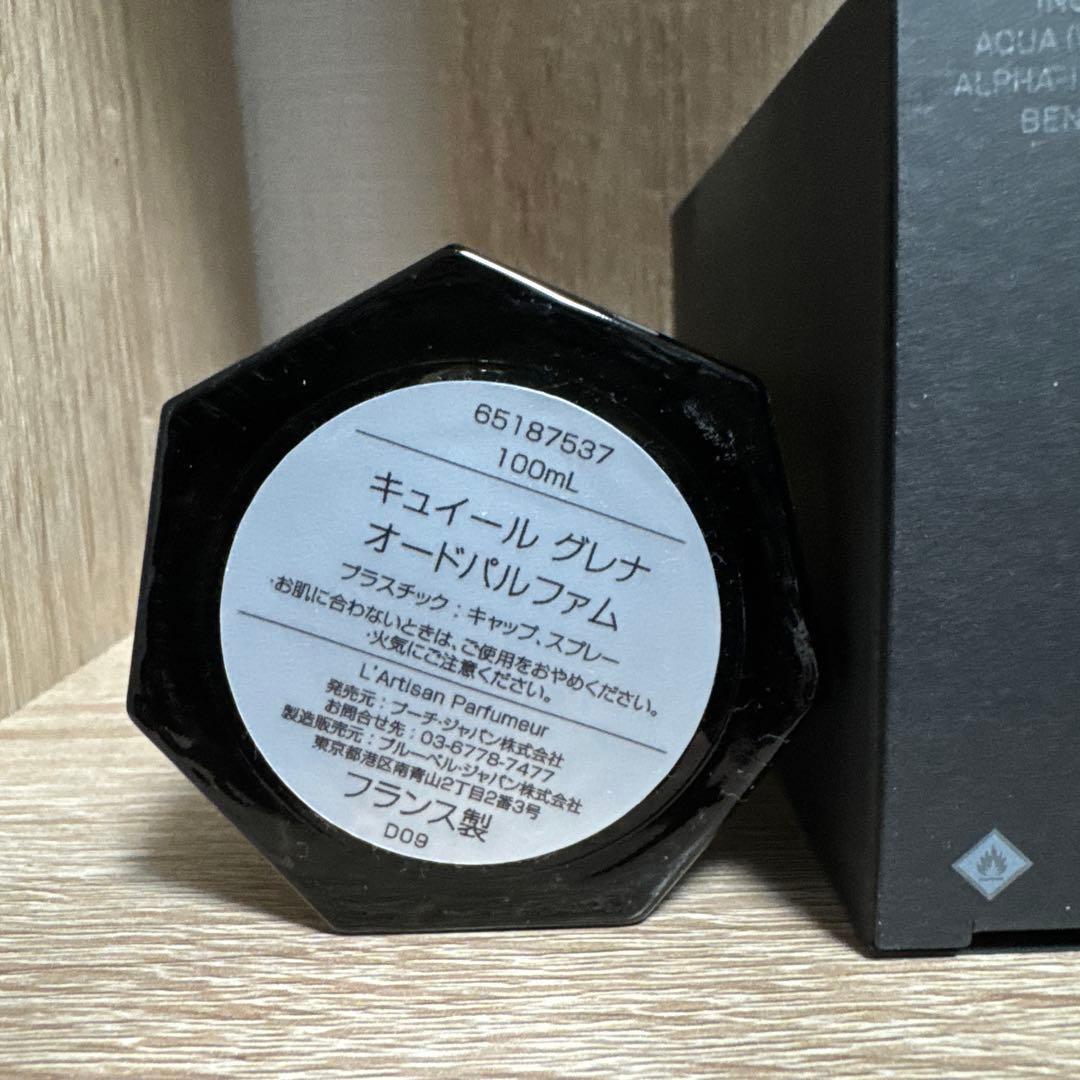 65187537
100mL
キュイール グレナ
オードパルファム
プラスチック：キャップ、スプレー
・お肌に合わないときは、ご使用をおやめください。
・火気にご注意ください。
L'Artisan Parfumeur
発売元：プーチ・ジャパン株式会社
お問合せ先：03-6778-7477
製造販売元：ブルーベル・ジャパン株式会社
東京都港区南青山2丁目2番3号
フランス製
D09
AQUA